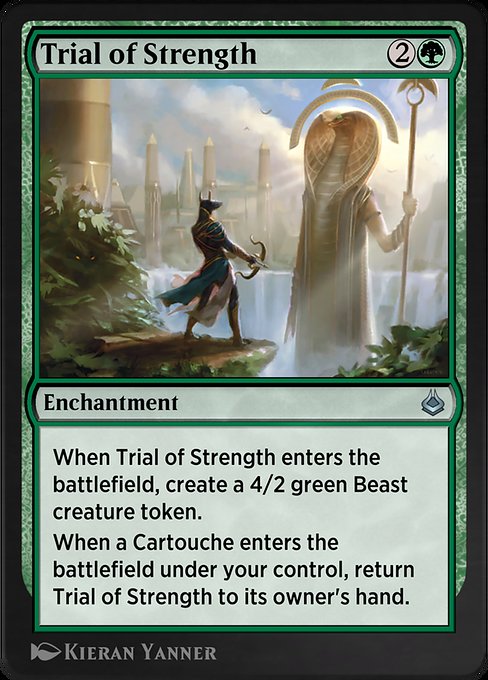 Trial of Strength 2
Enchantment
When Trial of Strength enters the
battlefield, create a 4/2 green Beast
creature token.
When a Cartouche enters the
battlefield under your control, return
Trial of Strength to its owner's hand.
KIERAN YANNER